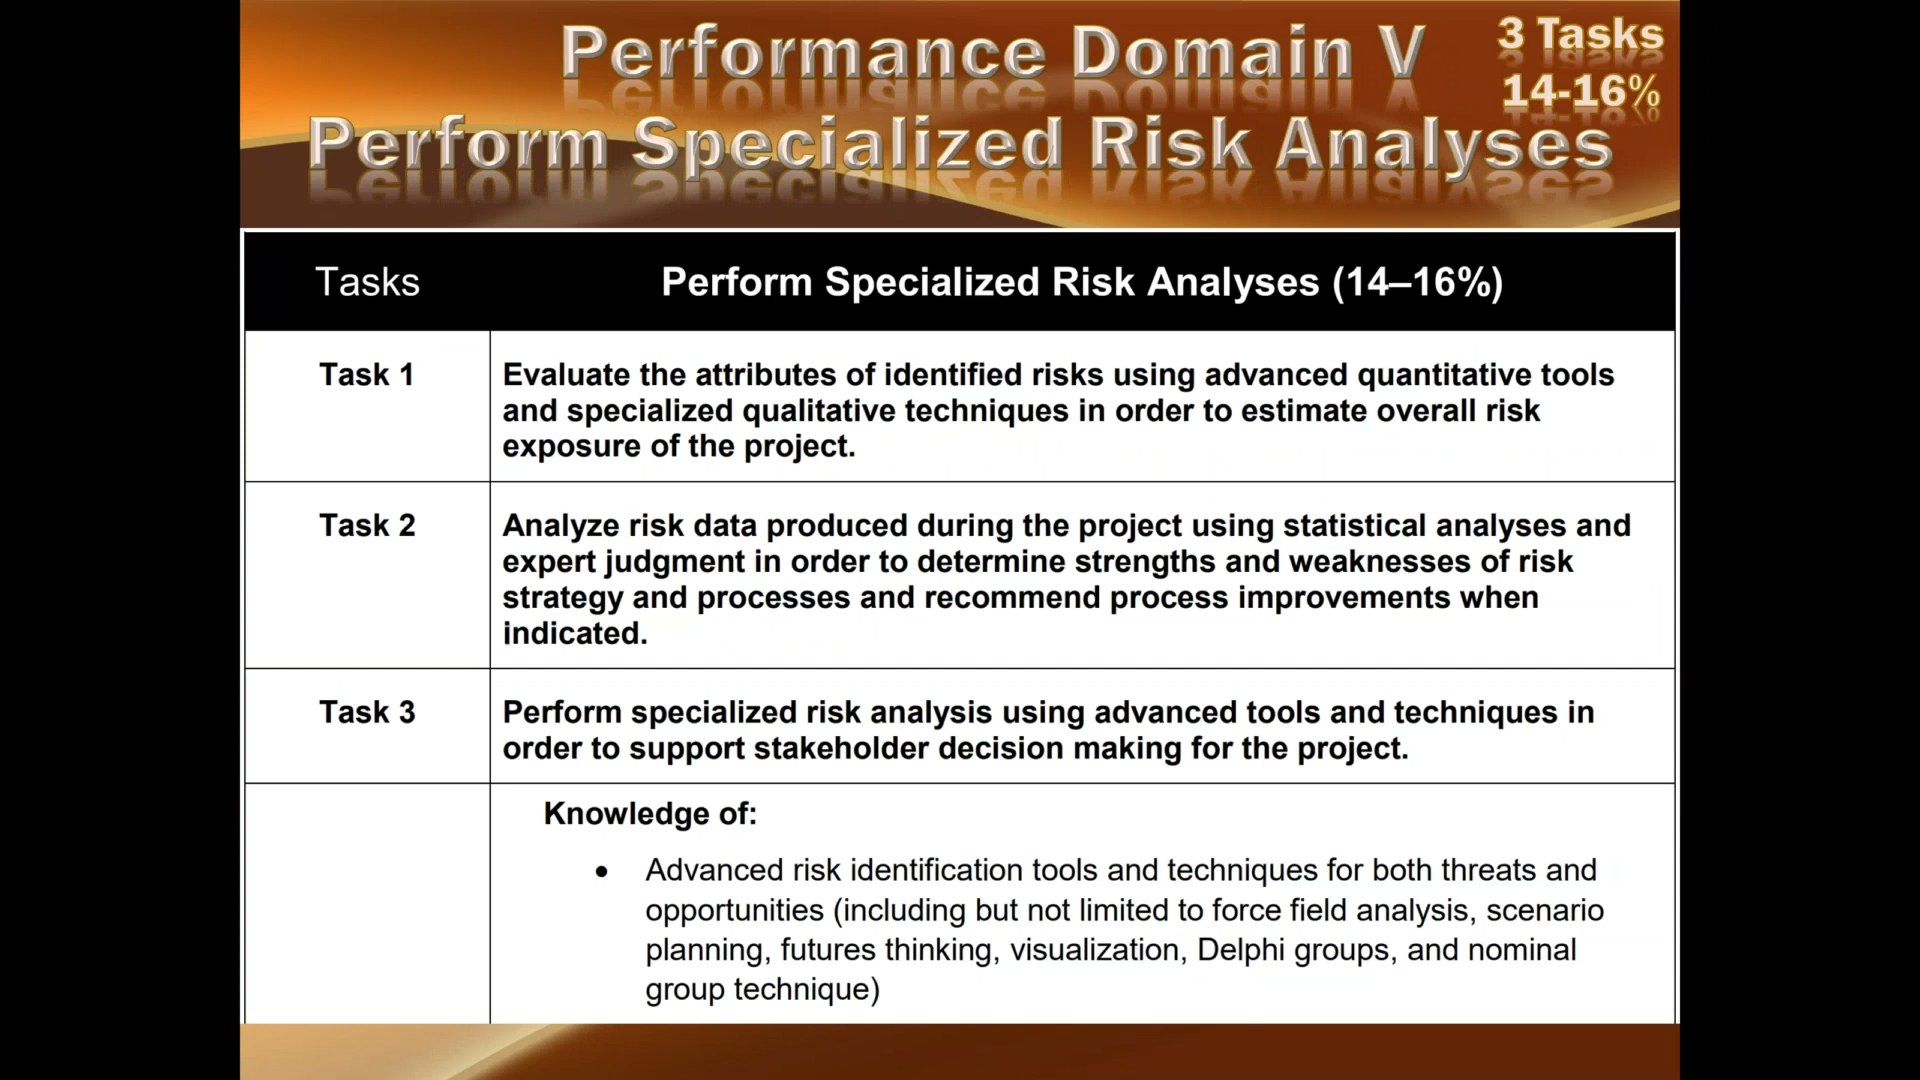 Performance Domain V
3 Tasks
14-16%
Perform Specialized Risk Analyses
Tasks
Perform Specialized Risk Analyses (14–16%)
Task 1
Evaluate the attributes of identified risks using advanced quantitative tools
and specialized qualitative techniques in order to estimate overall risk
exposure of the project.
Task 2
Analyze risk data produced during the project using statistical analyses and
expert judgment in order to determine strengths and weaknesses of risk
strategy and processes and recommend process improvements when
indicated.
Task 3
Perform specialized risk analysis using advanced tools and techniques in
order to support stakeholder decision making for the project.
Knowledge of:
• Advanced risk identification tools and techniques for both threats and
opportunities (including but not limited to force field analysis, scenario
planning, futures thinking, visualization, Delphi groups, and nominal
group technique)